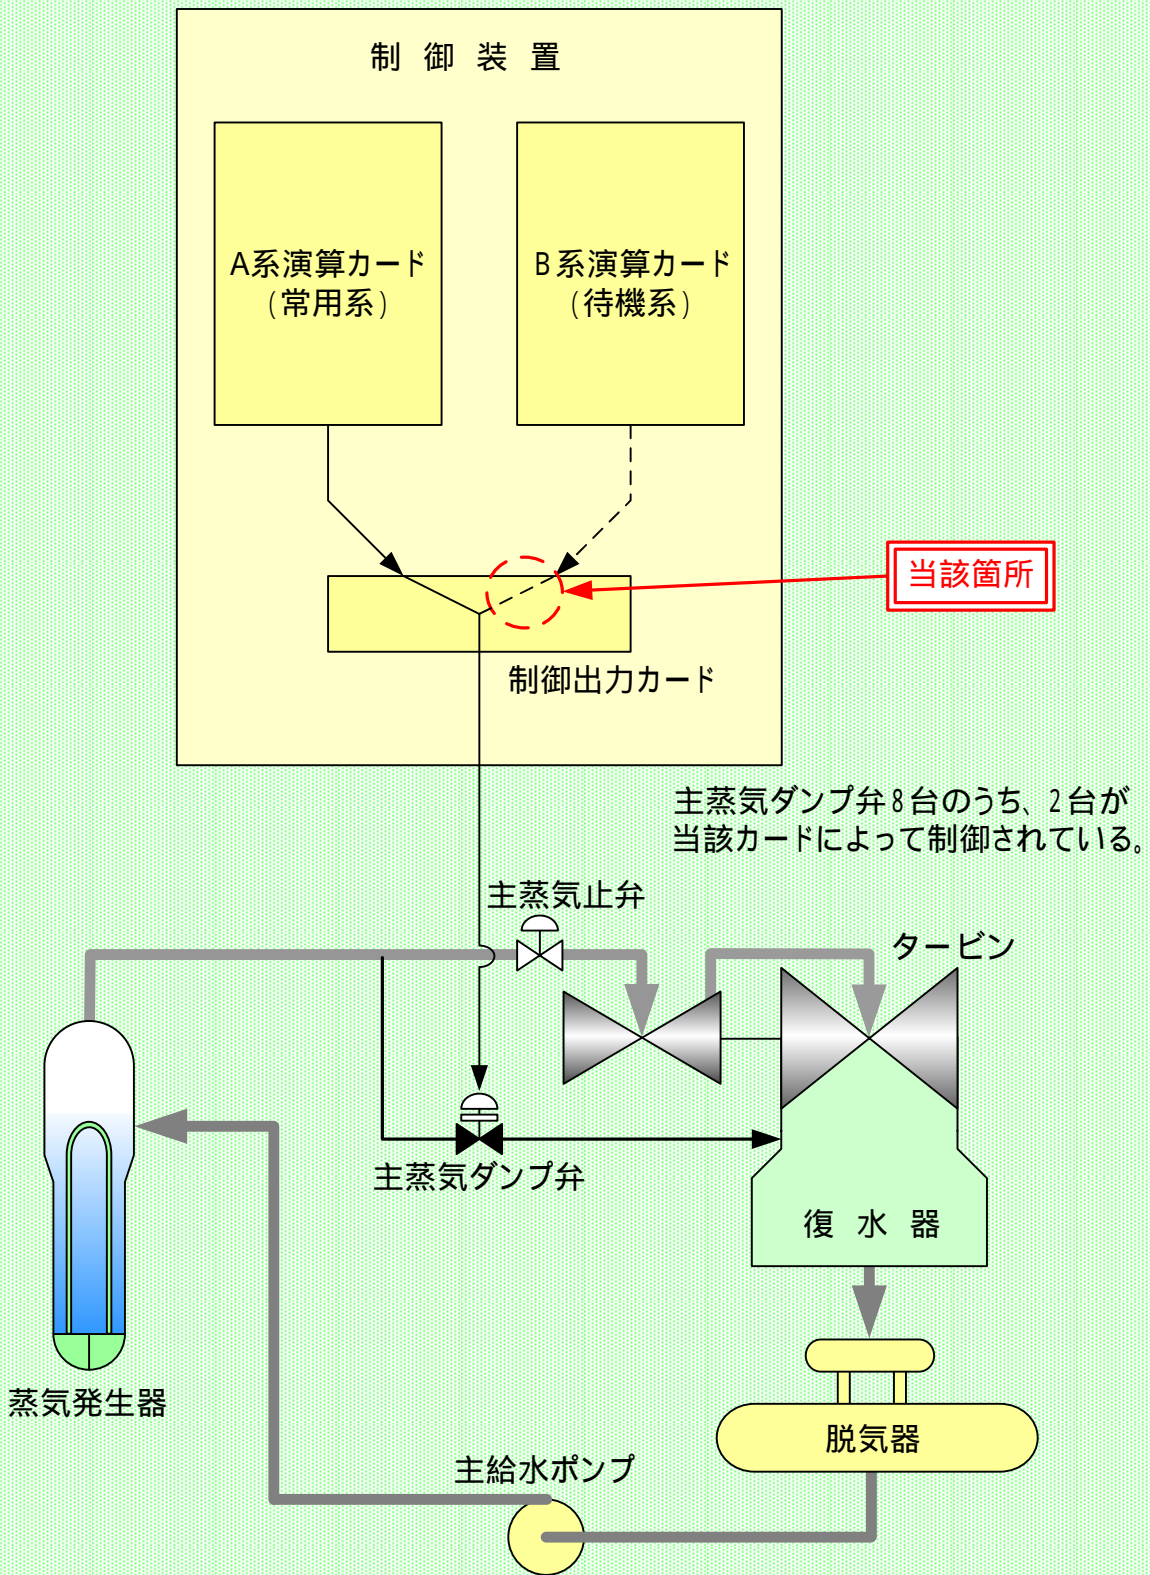 制御装置
A系演算カード
(常用系)
B系演算カード
(待機系)
当該箇所
制御出力カード
主蒸気ダンプ弁8台のうち、2台が
当該カードによって制御されている。
主蒸気止弁
タービン
主蒸気ダンプ弁
復水器
蒸気発生器
脱気器
主給水ポンプ